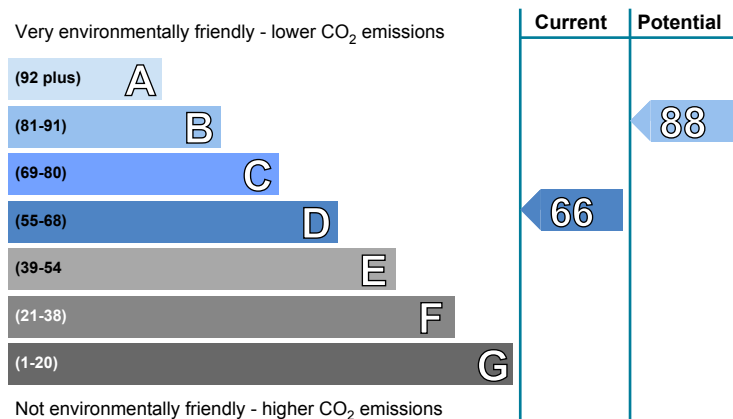 Current Potential
Very environmentally friendly - lower CO₂ emissions
(92 plus) A
(81-91) B
88
(69-80) C
(55-68) D
66
(39-54 E
(21-38) F
(1-20) G
Not environmentally friendly - higher CO₂ emissions